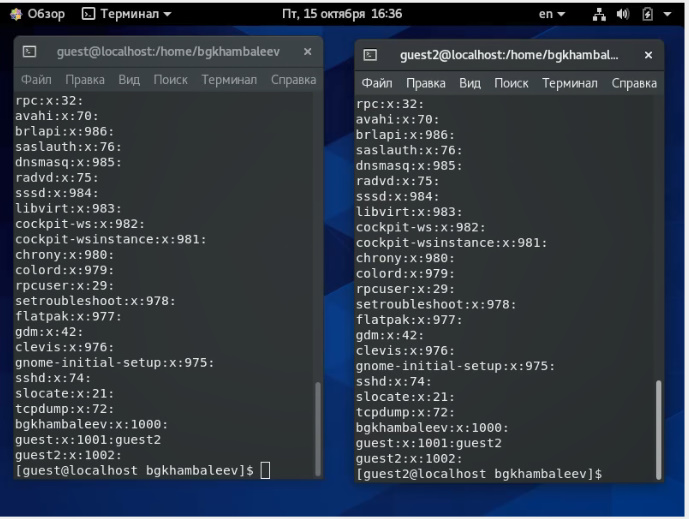 Обзор Терминал Пт, 15 октября 16:36 en
guest@localhost:/home/bgkhambaleev ×
Файл Правка Вид Поиск Терминал Справка
rpc:x:32:
avahi:x:70:
brlapi:x:986:
saslauth:x:76:
dnsmasq:x:985:
radvd:x:75:
sssd:x:984:
libvirt:x:983:
cockpit-ws:x:982:
cockpit-wsinstance:x:981:
chrony:x:980:
colord:x:979:
rpcuser:x:29:
setroubleshoot:x:978:
flatpak:x:977:
gdm:x:42:
clevis:x:976:
gnome-initial-setup:x:975:
sshd:x:74:
slocate:x:21:
tcpdump:x:72:
bgkhambaleev:x:1000:
guest:x:1001:guest2
guest2:x:1002:
[guest@localhost bgkhambaleev]$
guest2@localhost:/home/bgkhambal... ×
Файл Правка Вид Поиск Терминал Справка
rpc:x:32:
avahi:x:70:
brlapi:x:986:
saslauth:x:76:
dnsmasq:x:985:
radvd:x:75:
sssd:x:984:
libvirt:x:983:
cockpit-ws:x:982:
cockpit-wsinstance:x:981:
chrony:x:980:
colord:x:979:
rpcuser:x:29:
setroubleshoot:x:978:
flatpak:x:977:
gdm:x:42:
clevis:x:976:
gnome-initial-setup:x:975:
sshd:x:74:
slocate:x:21:
tcpdump:x:72:
bgkhambaleev:x:1000:
guest:x:1001:guest2
guest2:x:1002:
[guest2@localhost bgkhambaleev]$